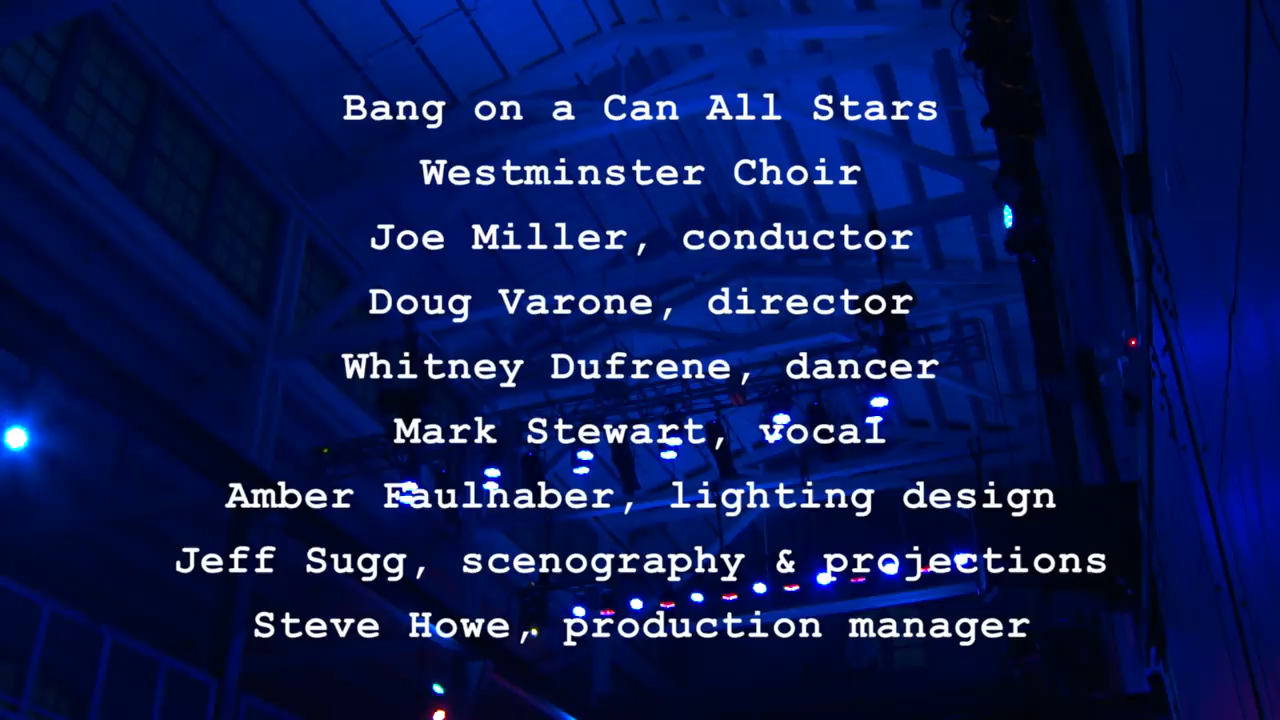 Bang on a Can All Stars
Westminster Choir
Joe Miller, conductor
Doug Varone, director
Whitney Dufrene, dancer
Mark Stewart, vocal
Amber Faulhaber, lighting design
Jeff Sugg, scenography & projections
Steve Howe, production manager